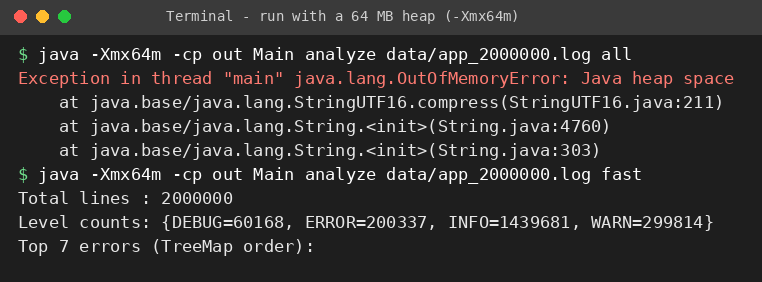 Terminal - run with a 64 MB heap (-Xmx64m)
$ java -Xmx64m -cp out Main analyze data/app_2000000.log all
Exception in thread "main" java.lang.OutOfMemoryError: Java heap space
    at java.base/java.lang.StringUTF16.compress(StringUTF16.java:211)
    at java.base/java.lang.String.<init>(String.java:4760)
    at java.base/java.lang.String.<init>(String.java:303)
$ java -Xmx64m -cp out Main analyze data/app_2000000.log fast
Total lines : 2000000
Level counts: {DEBUG=60168, ERROR=200337, INFO=1439681, WARN=299814}
Top 7 errors (TreeMap order):